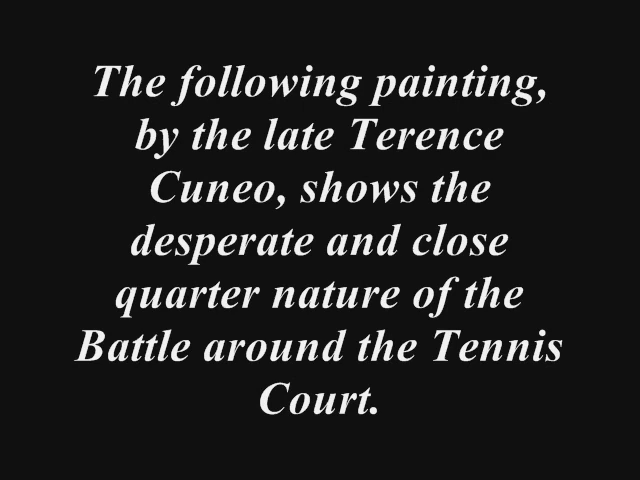 The following painting,
by the late Terence
Cuneo, shows the
desperate and close
quarter nature of the
Battle around the Tennis
Court.